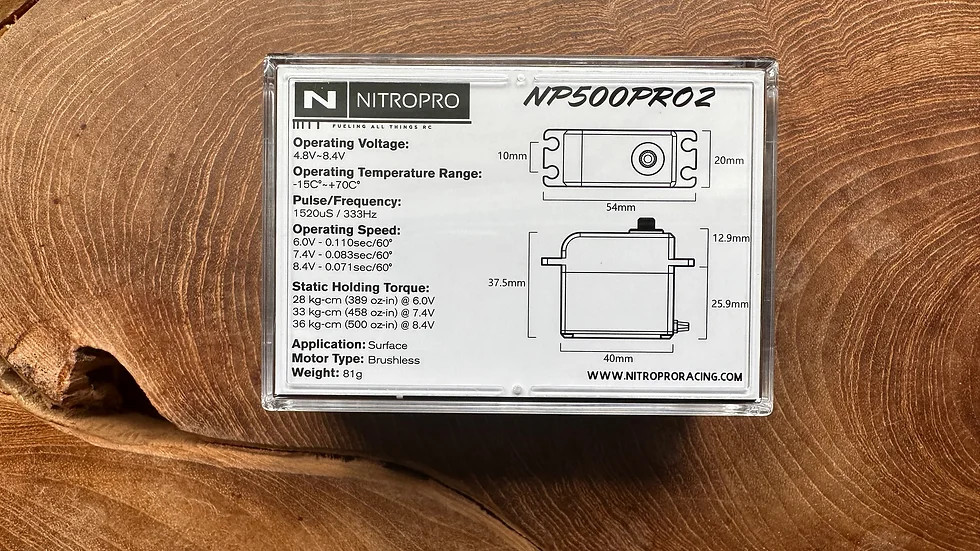 N NITROPRO
FUELING ALL THINGS RC
NP500PRO2
Operating Voltage:
4.8V~8.4V
Operating Temperature Range:
-15C°~+70C°
Pulse/Frequency:
1520uS / 333Hz
Operating Speed:
6.0V - 0.110sec/60°
7.4V - 0.083sec/60°
8.4V - 0.071sec/60°
Static Holding Torque:
28 kg-cm (389 oz-in) @ 6.0V
33 kg-cm (458 oz-in) @ 7.4V
36 kg-cm (500 oz-in) @ 8.4V
Application: Surface
Motor Type: Brushless
Weight: 81g
10mm
20mm
54mm
12.9mm
37.5mm
25.9mm
40mm
WWW.NITROPRORACING.COM